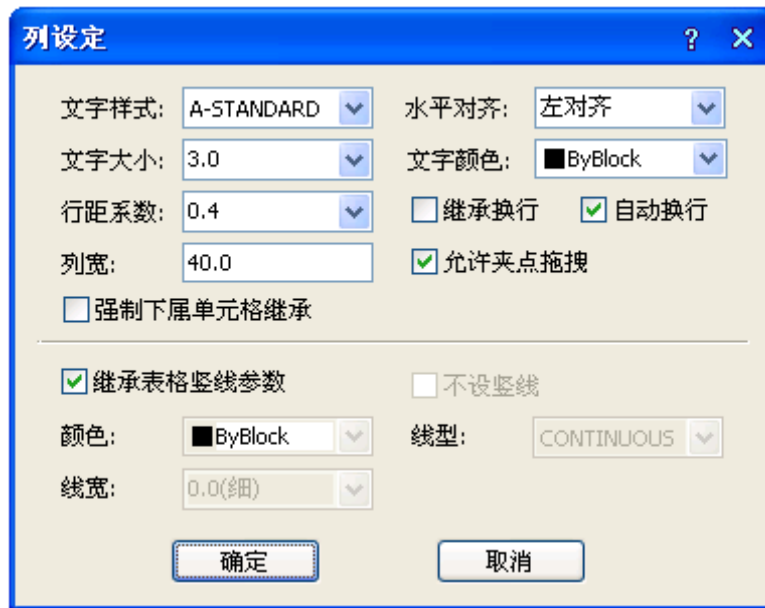 列设定 ? ×
文字样式: A-STANDARD 水平对齐: 左对齐
文字大小: 3.0 文字颜色: ByBlock
行距系数: 0.4 继承换行 自动换行
列宽: 40.0 允许夹点拖拽
强制下属单元格继承
继承表格竖线参数 不设竖线
颜色: ByBlock 线型: CONTINUOUS
线宽: 0.0(细)
确定 取消